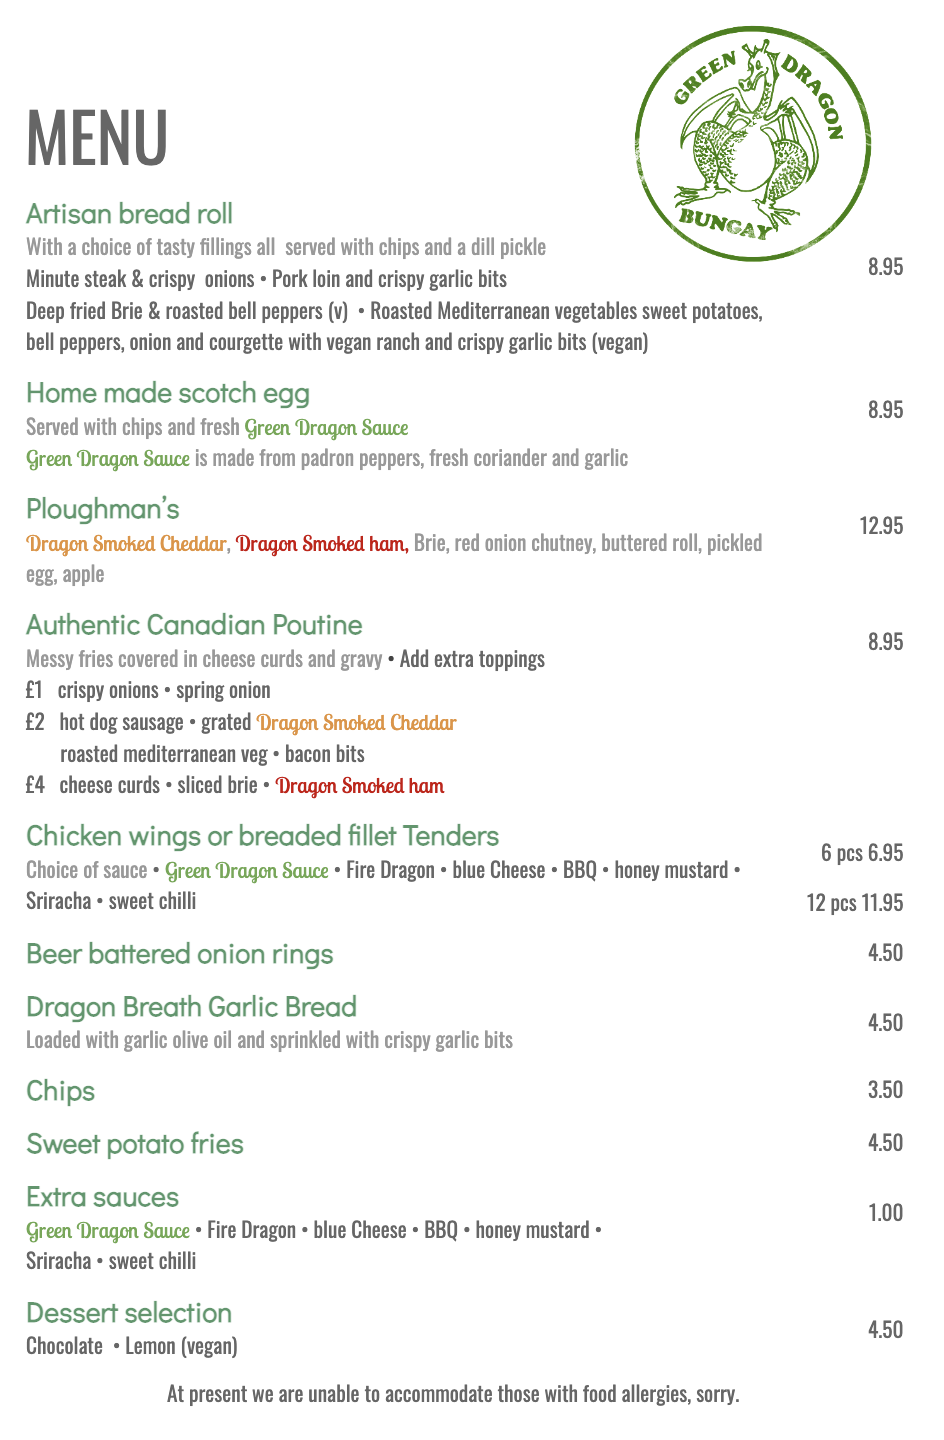 GREEN DRAGON
BUNGAY
MENU
Artisan bread roll
With a choice of tasty fillings all served with chips and a dill pickle
8.95
Minute steak & crispy onions • Pork loin and crispy garlic bits
Deep fried Brie & roasted bell peppers (v) • Roasted Mediterranean vegetables sweet potatoes,
bell peppers, onion and courgette with vegan ranch and crispy garlic bits (vegan)
Home made scotch egg
8.95
Served with chips and fresh Green Dragon Sauce
Green Dragon Sauce is made from padron peppers, fresh coriander and garlic
Ploughman's
12.95
Dragon Smoked Cheddar, Dragon Smoked ham, Brie, red onion chutney, buttered roll, pickled
egg, apple
Authentic Canadian Poutine
8.95
Messy fries covered in cheese curds and gravy • Add extra toppings
£1 crispy onions • spring onion
£2 hot dog sausage • grated Dragon Smoked Cheddar
roasted mediterranean veg • bacon bits
£4 cheese curds • sliced brie • Dragon Smoked ham
Chicken wings or breaded fillet Tenders
6 pcs 6.95
Choice of sauce • Green Dragon Sauce • Fire Dragon • blue Cheese • BBQ • honey mustard •
Sriracha • sweet chilli
12 pcs 11.95
Beer battered onion rings
4.50
Dragon Breath Garlic Bread
4.50
Loaded with garlic olive oil and sprinkled with crispy garlic bits
Chips
3.50
Sweet potato fries
4.50
Extra sauces
1.00
Green Dragon Sauce • Fire Dragon • blue Cheese • BBQ • honey mustard •
Sriracha • sweet chilli
Dessert selection
4.50
Chocolate • Lemon (vegan)
At present we are unable to accommodate those with food allergies, sorry.